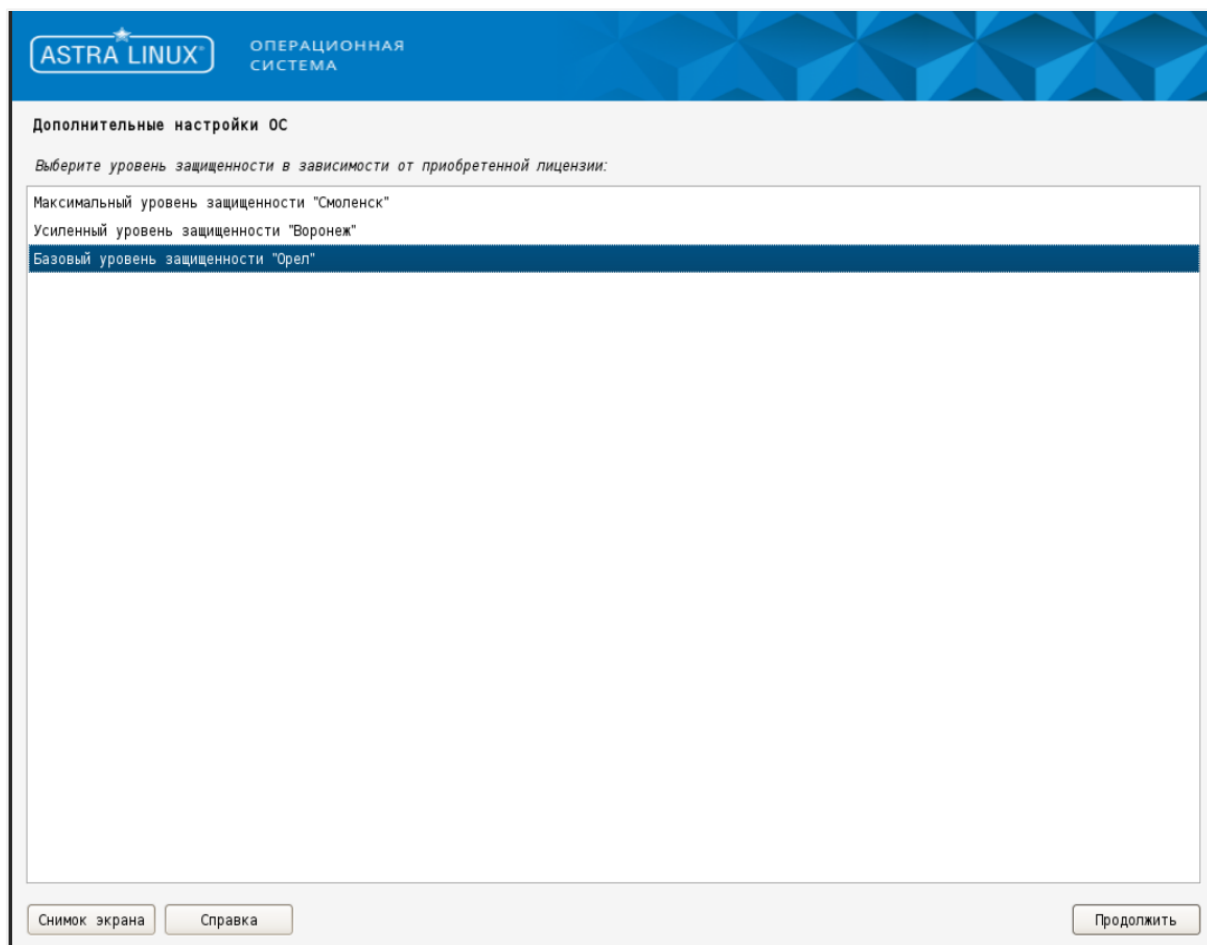 ASTRA LINUX®
ОПЕРАЦИОННАЯ
СИСТЕМА
Дополнительные настройки ОС
Выберите уровень защищенности в зависимости от приобретенной лицензии:
Максимальный уровень защищенности "Смоленск"
Усиленный уровень защищенности "Воронеж"
Базовый уровень защищенности "Орел"
Снимок экрана
Справка
Продолжить